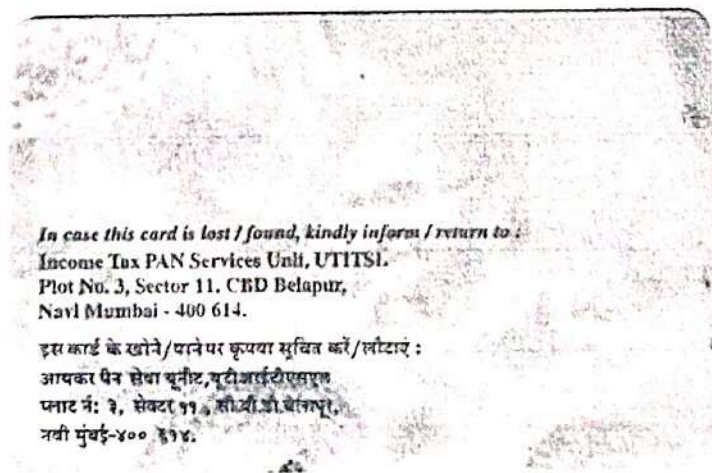 In case this card is lost / found, kindly inform / return to :
Income Tax PAN Services Unit, UTITSL
Plot No. 3, Sector 11, CBD Belapur,
Navi Mumbai - 400 614.
इस कार्ड के खोने/पाने पर कृपया सूचित करें/लौटाएं :
आयकर पैन सेवा यूनीट, यूटीआईटीएसएल
प्लाट नं: ३, सेक्टर ११, सी.बी.डी.बेलापूर,
नवी मुंबई-४०० ६१४.